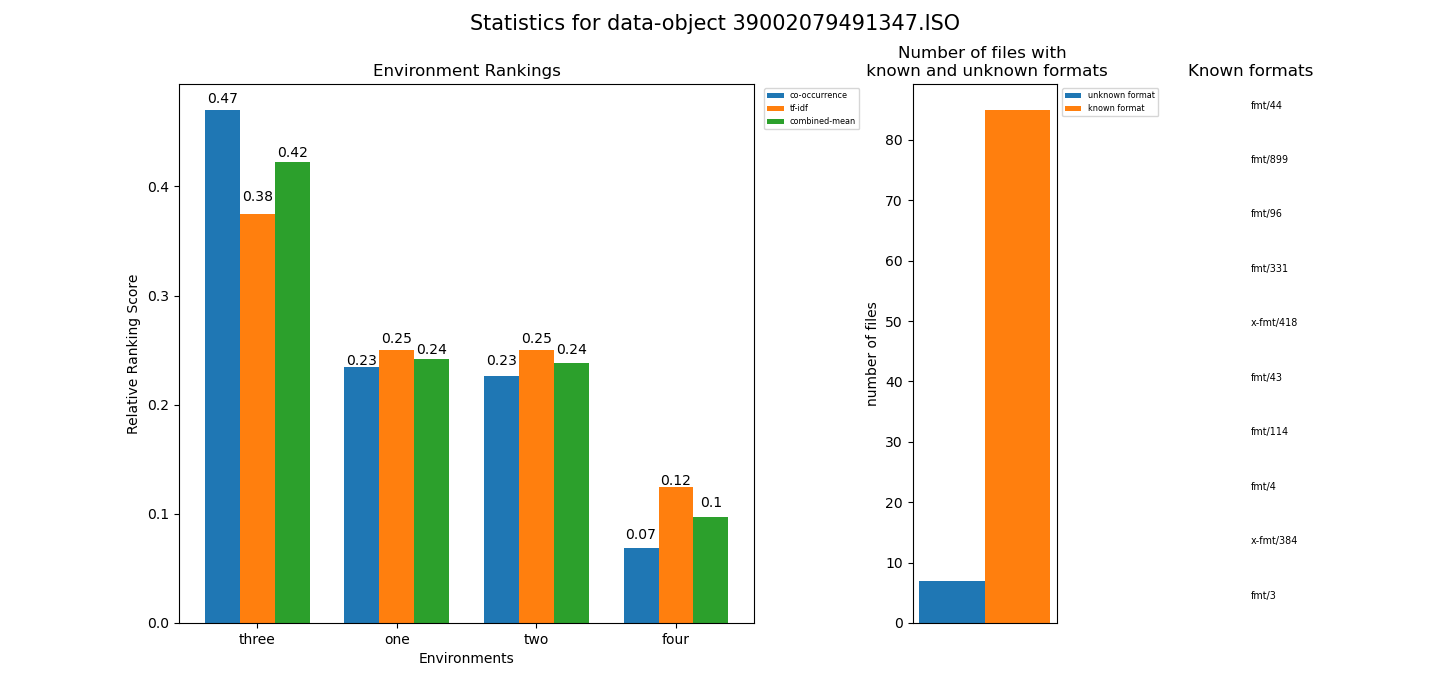 Statistics for data-object 39002079491347.ISO
Environment Rankings
0.47
0.38
0.42
0.23
0.25
0.24
0.23
0.25
0.24
0.07
0.12
0.1
0.4
0.3
0.2
0.1
0.0
Relative Ranking Score
three
one
two
four
Environments
co-occurrence
tf-idf
combined-mean
Number of files with
known and unknown formats
80
70
60
50
40
30
20
10
0
number of files
unknown format
known format
Known formats
fmt/44
fmt/899
fmt/96
fmt/331
x-fmt/418
fmt/43
fmt/114
fmt/4
x-fmt/384
fmt/3